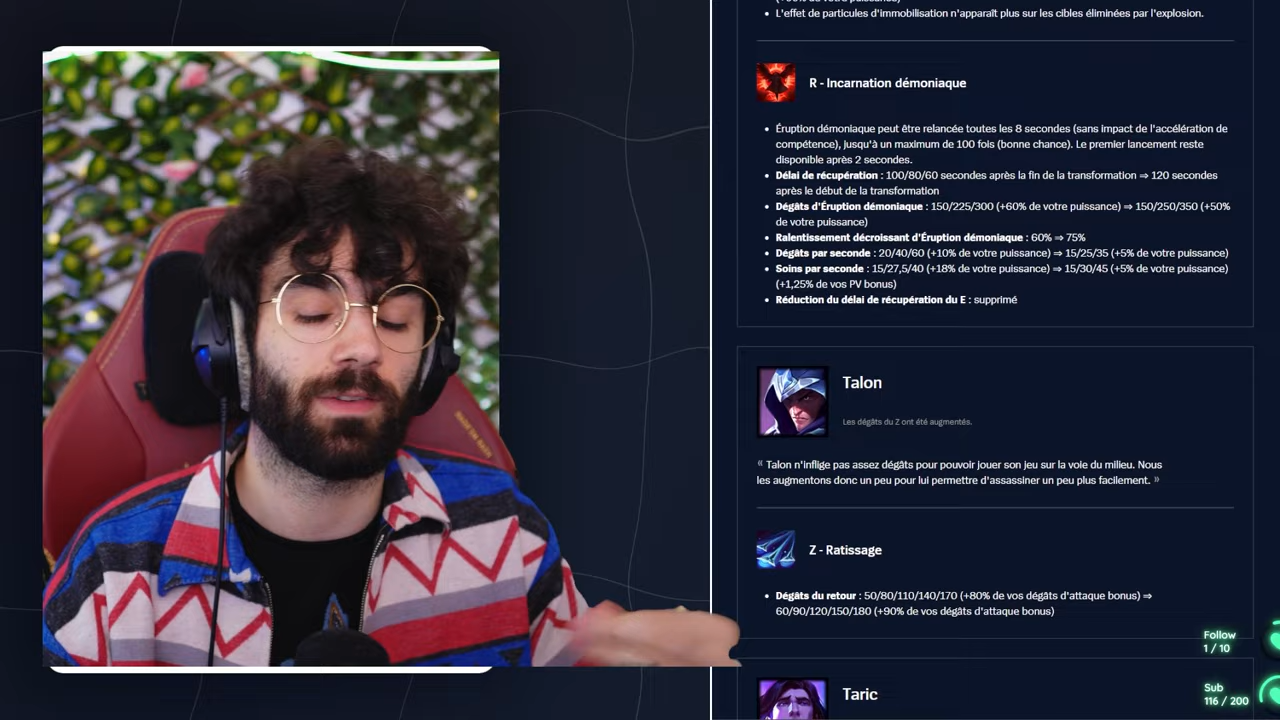 L'effet de particules d'immobilisation n'apparaît plus sur les cibles éliminées par l'explosion.
R - Incarnation démoniaque
Éruption démoniaque peut être relancée toutes les 8 secondes (sans impact de l'accélération de
compétence), jusqu'à un maximum de 100 fois (bonne chance). Le premier lancement reste
disponible après 2 secondes.
Délai de récupération : 100/80/60 secondes après la fin de la transformation ⇒ 120 secondes
après le début de la transformation
Dégâts d'Éruption démoniaque : 150/225/300 (+60% de votre puissance) ⇒ 150/250/350 (+50%
de votre puissance)
Ralentissement décroissant d'Éruption démoniaque : 60% ⇒ 75%
Dégâts par seconde : 20/40/60 (+10% de votre puissance) ⇒ 15/25/35 (+5% de votre puissance)
Soins par seconde : 15/27,5/40 (+18% de votre puissance) ⇒ 15/30/45 (+5% de votre puissance)
(+1,25% de vos PV bonus)
Réduction du délai de récupération du E : supprimé
Talon
Les dégâts du Z ont été augmentés.
« Talon n'inflige pas assez dégâts pour pouvoir jouer son jeu sur la voie du milieu. Nous
les augmentons donc un peu pour lui permettre d'assassiner un peu plus facilement. »
Z - Ratissage
Dégâts du retour : 50/80/110/140/170 (+80% de vos dégâts d'attaque bonus) ⇒
60/90/120/150/180 (+90% de vos dégâts d'attaque bonus)
Follow
1 / 10
Sub
116 / 200
Taric